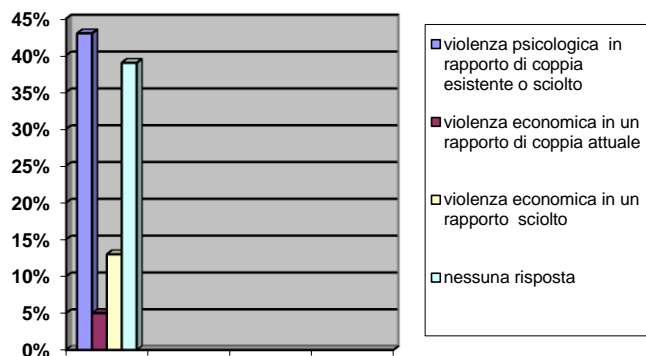 45%
40%
35%
30%
25%
20%
15%
10%
5%
0%
violenza psicologica in
rapporto di coppia
esistente o sciolto
violenza economica in un
rapporto di coppia attuale
violenza economica in un
rapporto sciolto
nessuna risposta